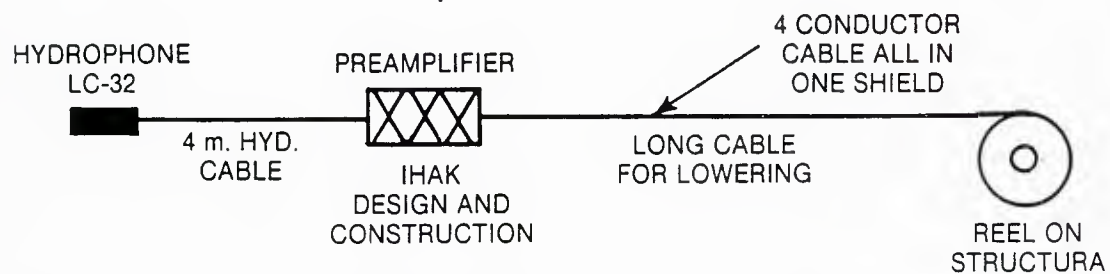 HYDROPHONE
LC-32
4 m. HYD.
CABLE
PREAMPLIFIER
IHAK
DESIGN AND
CONSTRUCTION
4 CONDUCTOR
CABLE ALL IN
ONE SHIELD
LONG CABLE
FOR LOWERING
REEL ON
STRUCTURA